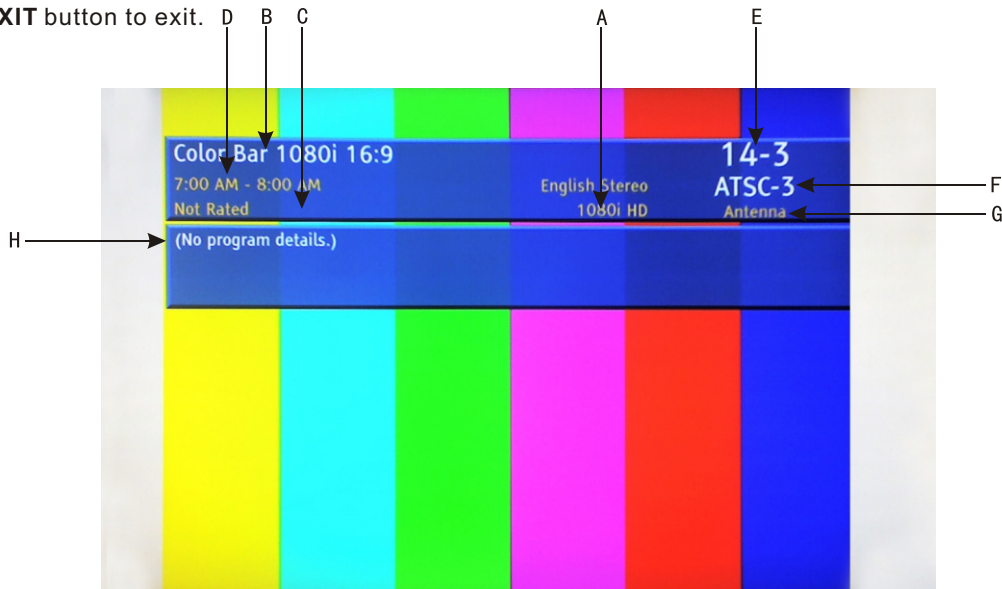 XIT button to exit.
D B C A E
Color Bar 1080i 16:9
14-3
7:00 AM - 8:00 AM
English Stereo
ATSC-3
F
Not Rated
1080i HD
Antenna
G
H
(No program details.)